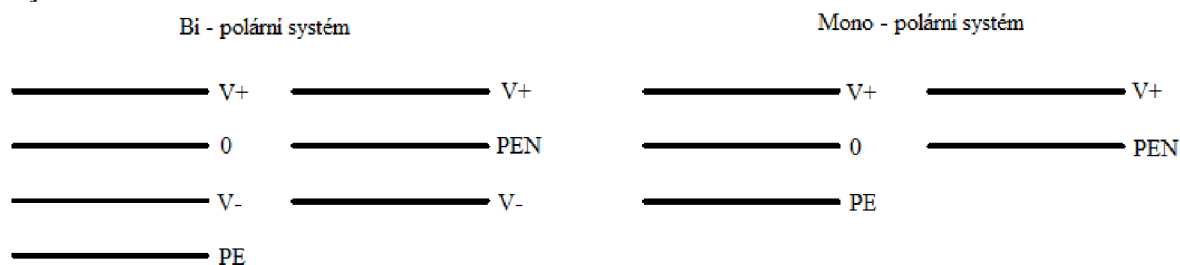 Bi - polární systém
Mono - polární systém
V+
V+
V+
V+
0
PEN
0
PEN
V-
V-
PE
PE